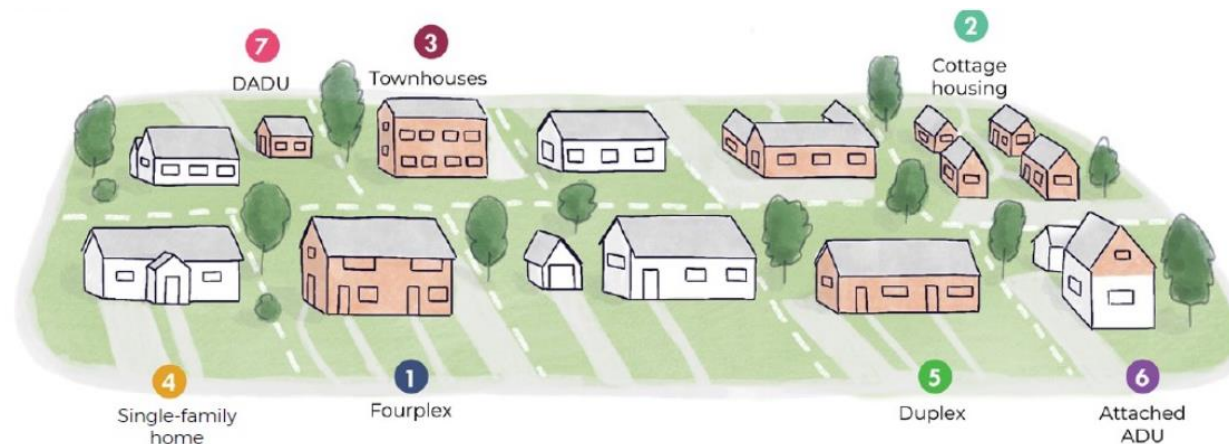 7
DADU
3
Townhouses
2
Cottage
housing
4
Single-family
home
1
Fourplex
5
Duplex
6
Attached
ADU